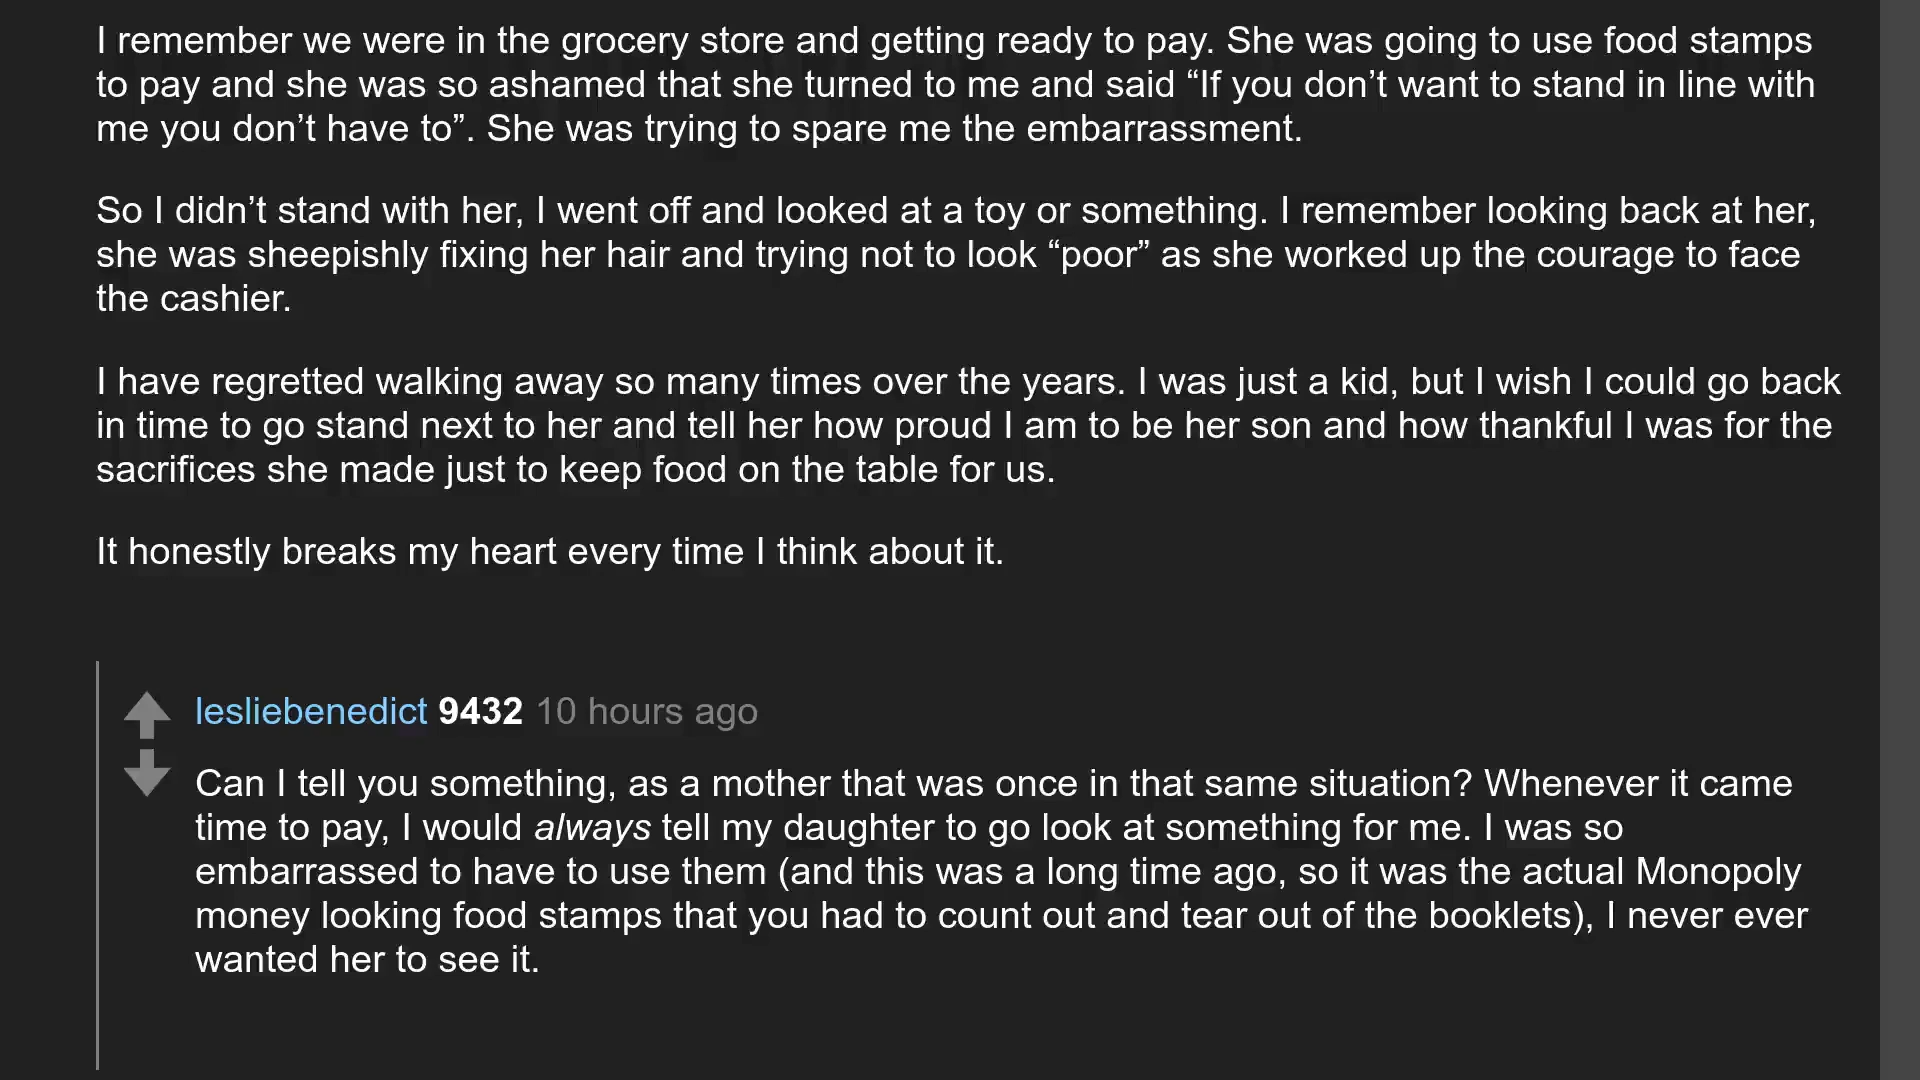 I remember we were in the grocery store and getting ready to pay. She was going to use food stamps
to pay and she was so ashamed that she turned to me and said “If you don’t want to stand in line with
me you don’t have to”. She was trying to spare me the embarrassment.
So I didn’t stand with her, I went off and looked at a toy or something. I remember looking back at her,
she was sheepishly fixing her hair and trying not to look “poor” as she worked up the courage to face
the cashier.
I have regretted walking away so many times over the years. I was just a kid, but I wish I could go back
in time to go stand next to her and tell her how proud I am to be her son and how thankful I was for the
sacrifices she made just to keep food on the table for us.
It honestly breaks my heart every time I think about it.
lesliebenedict 9432 10 hours ago
Can I tell you something, as a mother that was once in that same situation? Whenever it came
time to pay, I would always tell my daughter to go look at something for me. I was so
embarrassed to have to use them (and this was a long time ago, so it was the actual Monopoly
money looking food stamps that you had to count out and tear out of the booklets), I never ever
wanted her to see it.